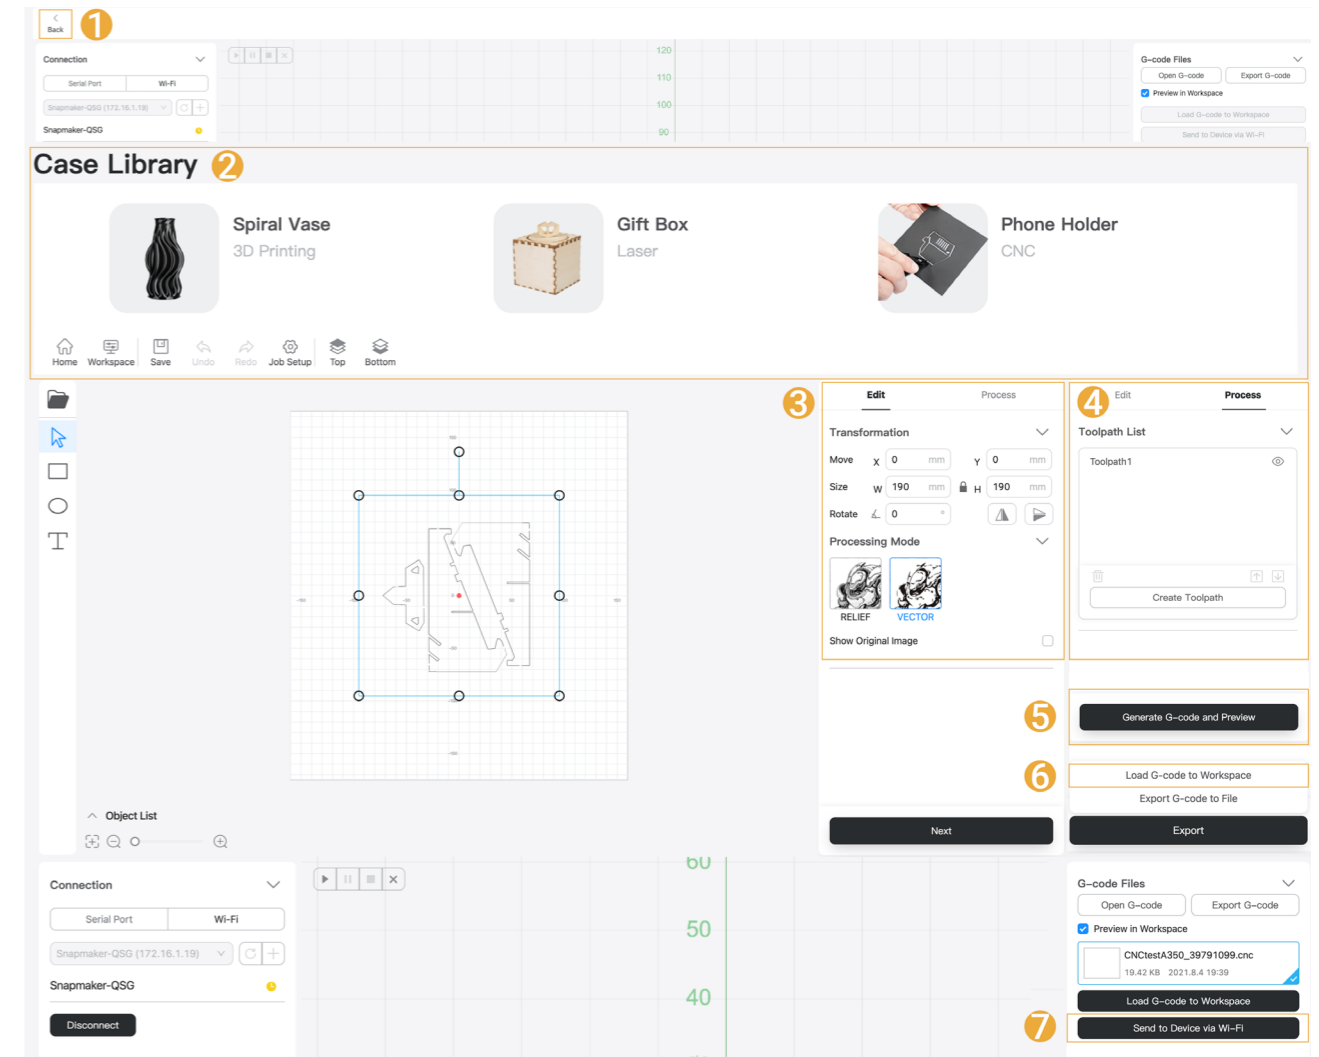 Back
1
Connection
Serial Port Wi-Fi
Snapmaker-QSG (172.16.1.19)
Snapmaker-QSG
120
110
100
90
G-code Files
Open G-code Export G-code
Preview in Workspace
Load G-code to Workspace
Send to Device via Wi-Fi
Case Library 2
Spiral Vase
3D Printing
Gift Box
Laser
Phone Holder
CNC
Home Workspace Save Undo Redo Job Setup Top Bottom
3
Edit Process
Transformation
Move X 0 mm Y 0 mm
Size W 190 mm H 190 mm
Rotate 0 °
Processing Mode
RELIEF VECTOR
Show Original Image
Next
4
Edit Process
Toolpath List
Toolpath1
Create Toolpath
5
Generate G-code and Preview
6
Load G-code to Workspace
Export G-code to File
Export
T
Object List
Connection
Serial Port Wi-Fi
Snapmaker-QSG (172.16.1.19)
Snapmaker-QSG
Disconnect
60
50
40
G-code Files
Open G-code Export G-code
Preview in Workspace
CNCtestA350_39791099.cnc
19.42 KB 2021.8.4 19:39
Load G-code to Workspace
7
Send to Device via Wi-Fi